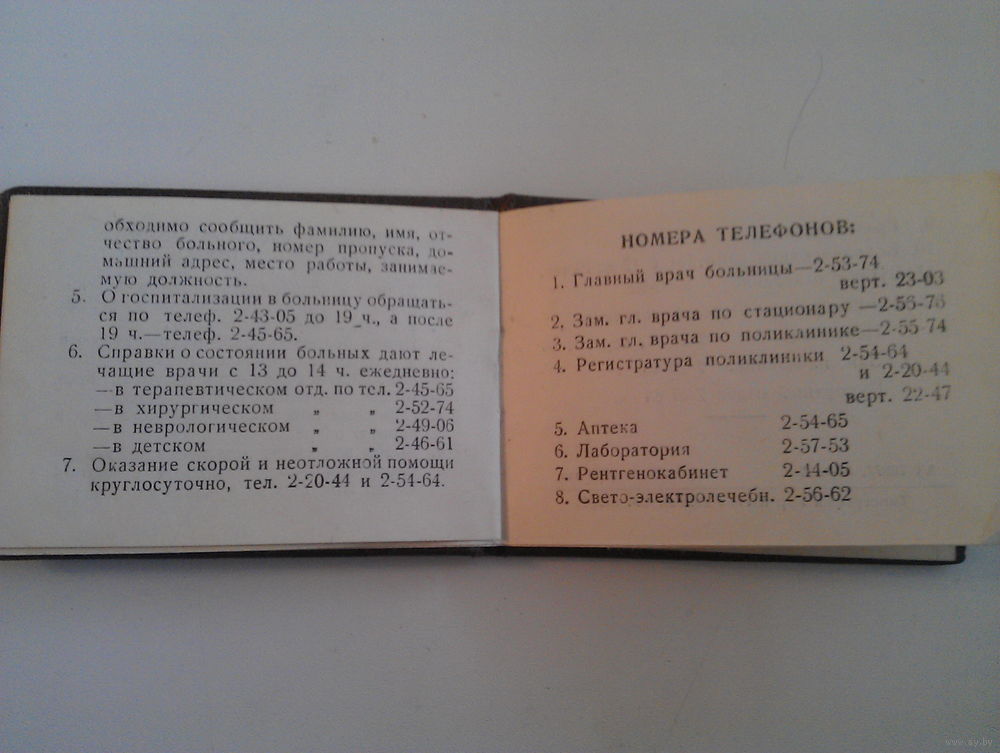 обходимо сообщить фамилию, имя, от-
чество больного, номер пропуска, до-
машний адрес, место работы, занимае-
мую должность.
5. О госпитализации в больницу обращать-
ся по телеф. 2-43-05 до 19 ч., а после
19 ч.—телеф. 2-45-65.
6. Справки о состоянии больных дают ле-
чащие врачи с 13 до 14 ч. ежедневно:
—в терапевтическом отд. по тел. 2-45-65
—в хирургическом „ „ 2-52-74
—в неврологическом „ „ 2-49-06
—в детском „ „ 2-46-61
7. Оказание скорой и неотложной помощи
круглосуточно, тел. 2-20-44 и 2-54-64.
НОМЕРА ТЕЛЕФОНОВ:
1. Главный врач больницы—2-53-74
верт. 23-03
2. Зам. гл. врача по стационару —
3. Зам. гл. врача по поликлинике—2-55-74
4. Регистратура поликлиники 2-54-64
и 2-20-44
верт. 22-47
5. Аптека 2-54-65
6. Лаборатория 2-57-53
7. Рентгенокабинет 2-44-05
8. Свето-электролечебн. 2-56-62
www.ay.by